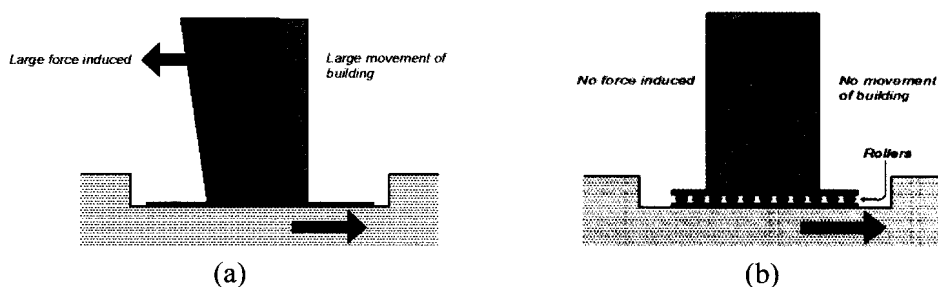 Large force induced
Large movement of
building
(a)
No force induced
No movement
of building
Rollers
(b)